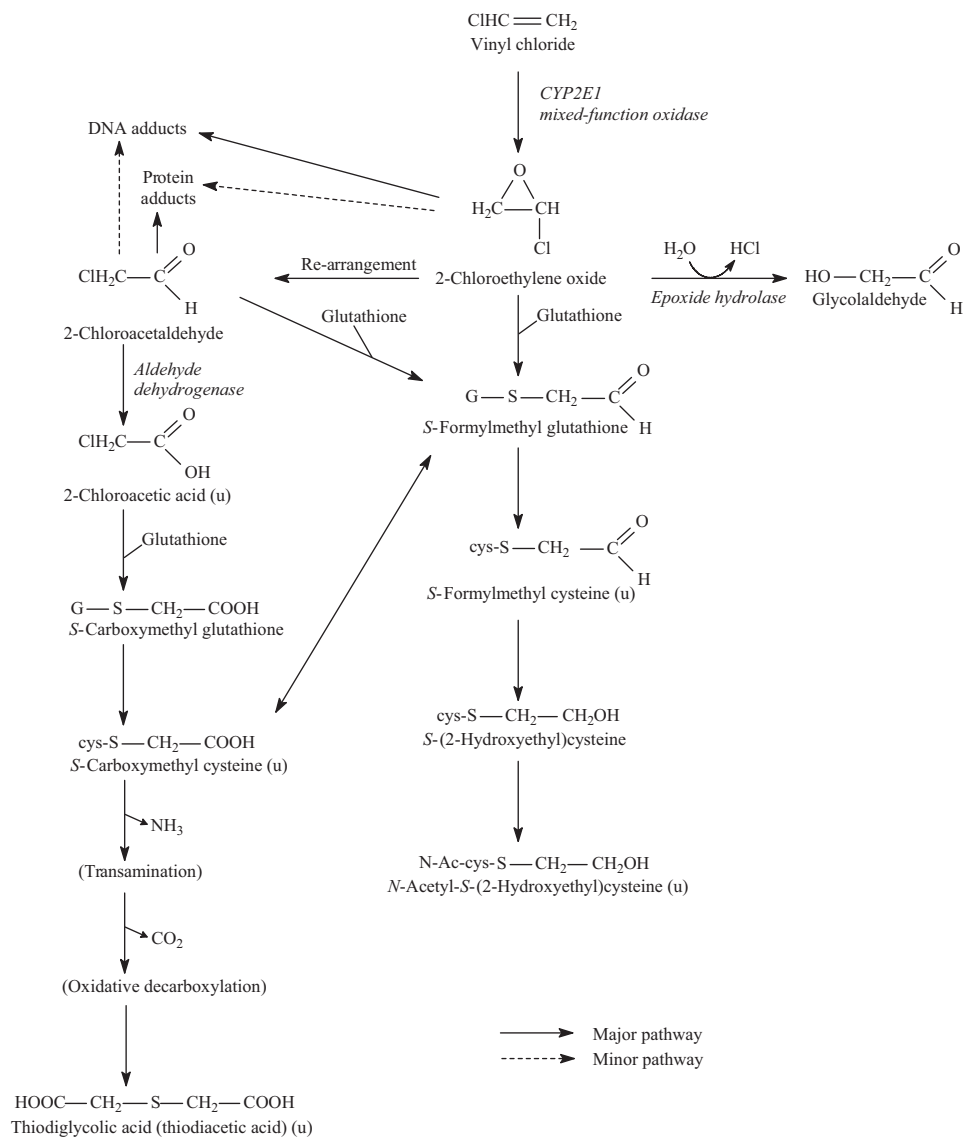 ClHC=CH₂
Vinyl chloride
CYP2E1
mixed-function oxidase
DNA adducts
Protein
adducts
O
H₂C—CH
Cl
2-Chloroethylene oxide
Re-arrangement
H₂O HCl
Epoxide hydrolase
HO—CH₂—C
O
H
Glycolaldehyde
O
ClH₂C—C
H
2-Chloroacetaldehyde
Glutathione
Glutathione
Aldehyde
dehydrogenase
O
G—S—CH₂—C
H
S-Formylmethyl glutathione
O
ClH₂C—C
OH
2-Chloroacetic acid (u)
Glutathione
O
cys-S—CH₂—C
H
S-Formylmethyl cysteine (u)
G—S—CH₂—COOH
S-Carboxymethyl glutathione
cys-S—CH₂—CH₂OH
S-(2-Hydroxyethyl)cysteine
cys-S—CH₂—COOH
S-Carboxymethyl cysteine (u)
NH₃
(Transamination)
N-Ac-cys-S—CH₂—CH₂OH
N-Acetyl-S-(2-Hydroxyethyl)cysteine (u)
CO₂
(Oxidative decarboxylation)
Major pathway
Minor pathway
HOOC—CH₂—S—CH₂—COOH
Thiodiglycolic acid (thiodiacetic acid) (u)